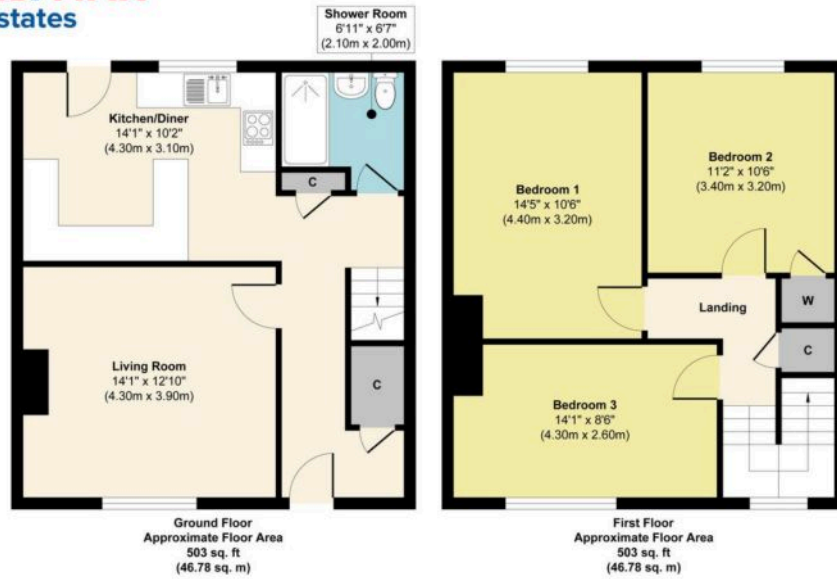 states
Shower Room
6'11" x 6'7"
(2.10m x 2.00m)
Kitchen/Diner
14'1" x 10'2"
(4.30m x 3.10m)
C
Living Room
14'1" x 12'10"
(4.30m x 3.90m)
C
Ground Floor
Approximate Floor Area
503 sq. ft
(46.78 sq. m)
Bedroom 1
14'5" x 10'6"
(4.40m x 3.20m)
Bedroom 2
11'2" x 10'6"
(3.40m x 3.20m)
Landing
W
C
Bedroom 3
14'1" x 8'6"
(4.30m x 2.60m)
First Floor
Approximate Floor Area
503 sq. ft
(46.78 sq. m)